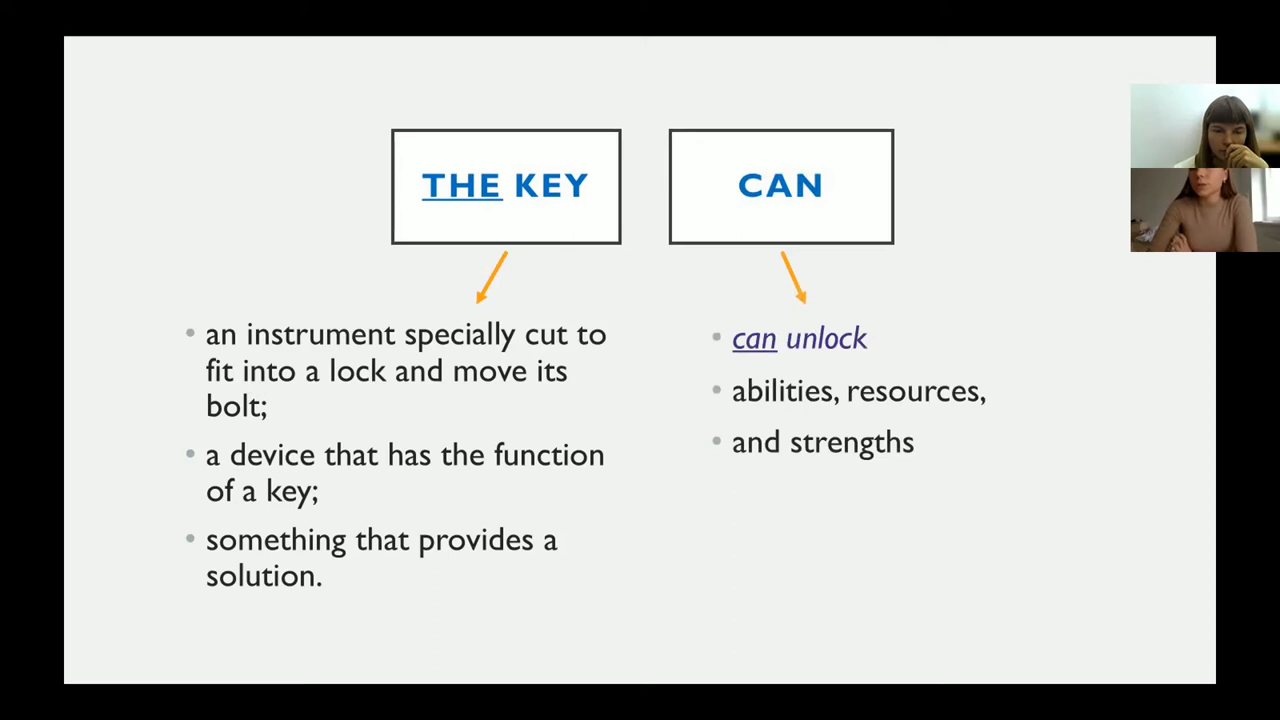 THE KEY
CAN
• an instrument specially cut to
fit into a lock and move its
bolt;
• a device that has the function
of a key;
• something that provides a
solution.
• can unlock
• abilities, resources,
• and strengths